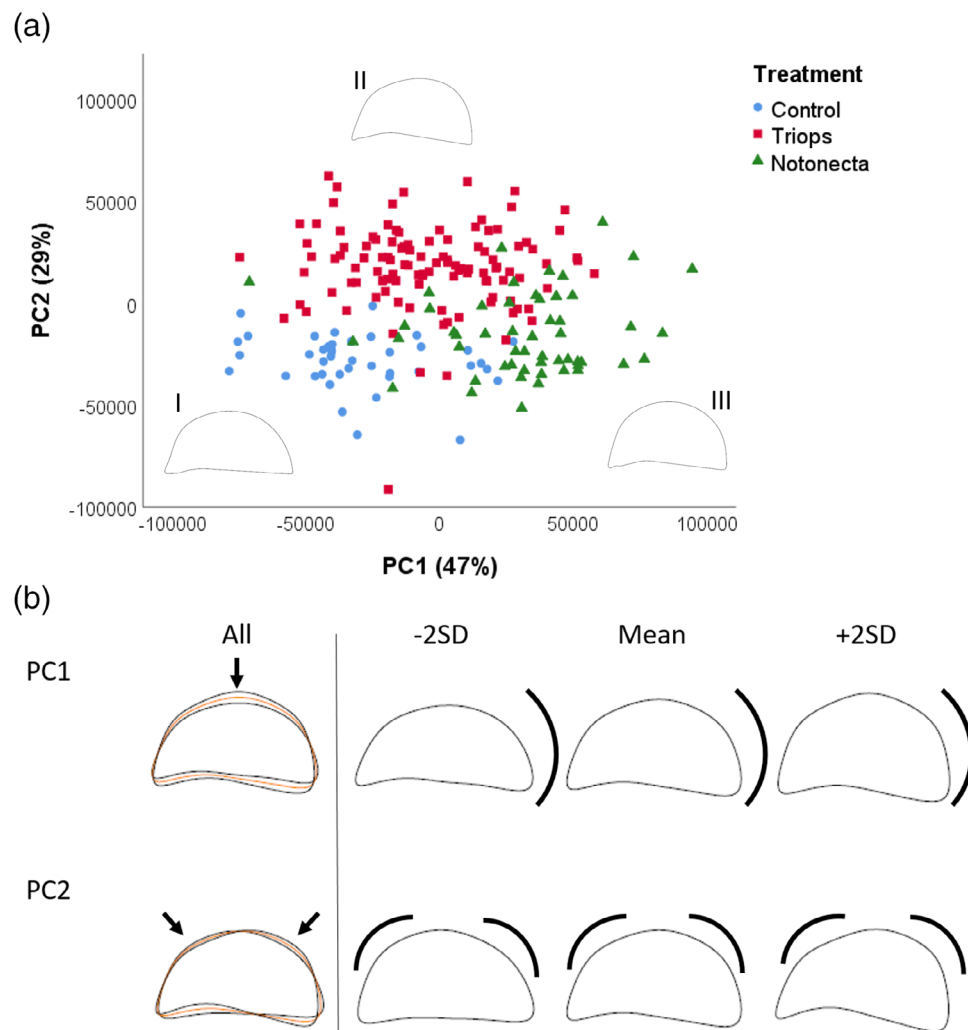 (a)
II
Treatment
Control
Triops
Notonecta
100000
50000
0
-50000
-100000
PC2 (29%)
I
III
-100000 -50000 0 50000 100000
PC1 (47%)
(b)
All -2SD Mean +2SD
PC1
PC2